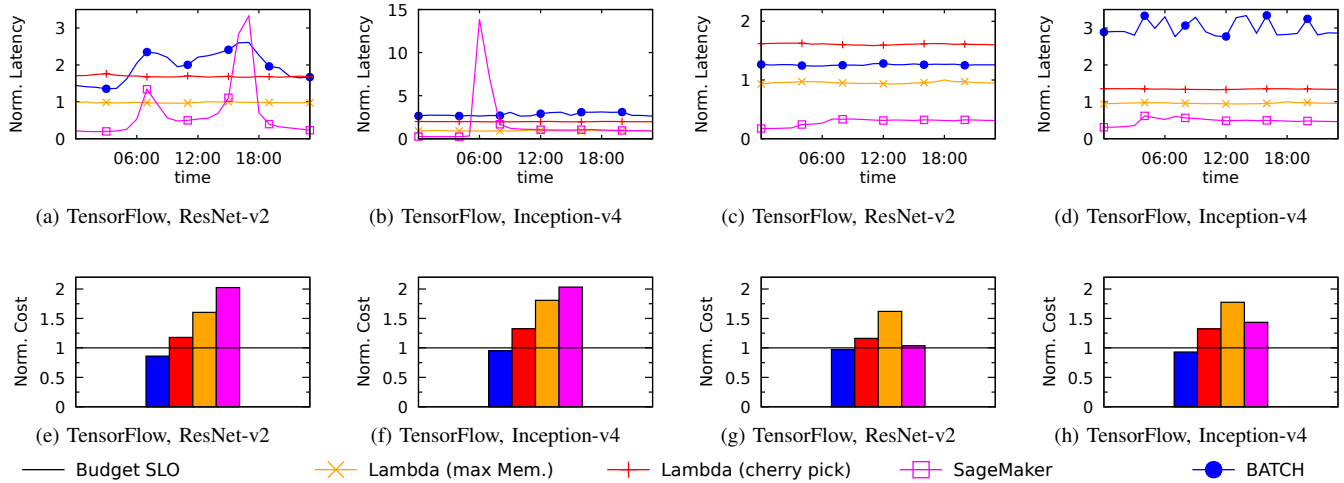 Norm. Latency
3
2
1
0
06:00 12:00 18:00
time
(a) TensorFlow, ResNet-v2
Norm. Latency
15
10
5
0
06:00 12:00 18:00
time
(b) TensorFlow, Inception-v4
Norm. Latency
2
1
0
06:00 12:00 18:00
time
(c) TensorFlow, ResNet-v2
Norm. Latency
3
2
1
0
06:00 12:00 18:00
time
(d) TensorFlow, Inception-v4
Norm. Cost
2
1.5
1
0.5
0
(e) TensorFlow, ResNet-v2
Norm. Cost
2
1.5
1
0.5
0
(f) TensorFlow, Inception-v4
Norm. Cost
2
1.5
1
0.5
0
(g) TensorFlow, ResNet-v2
Norm. Cost
2
1.5
1
0.5
0
(h) TensorFlow, Inception-v4
Budget SLO Lambda (max Mem.) Lambda (cherry pick) SageMaker BATCH